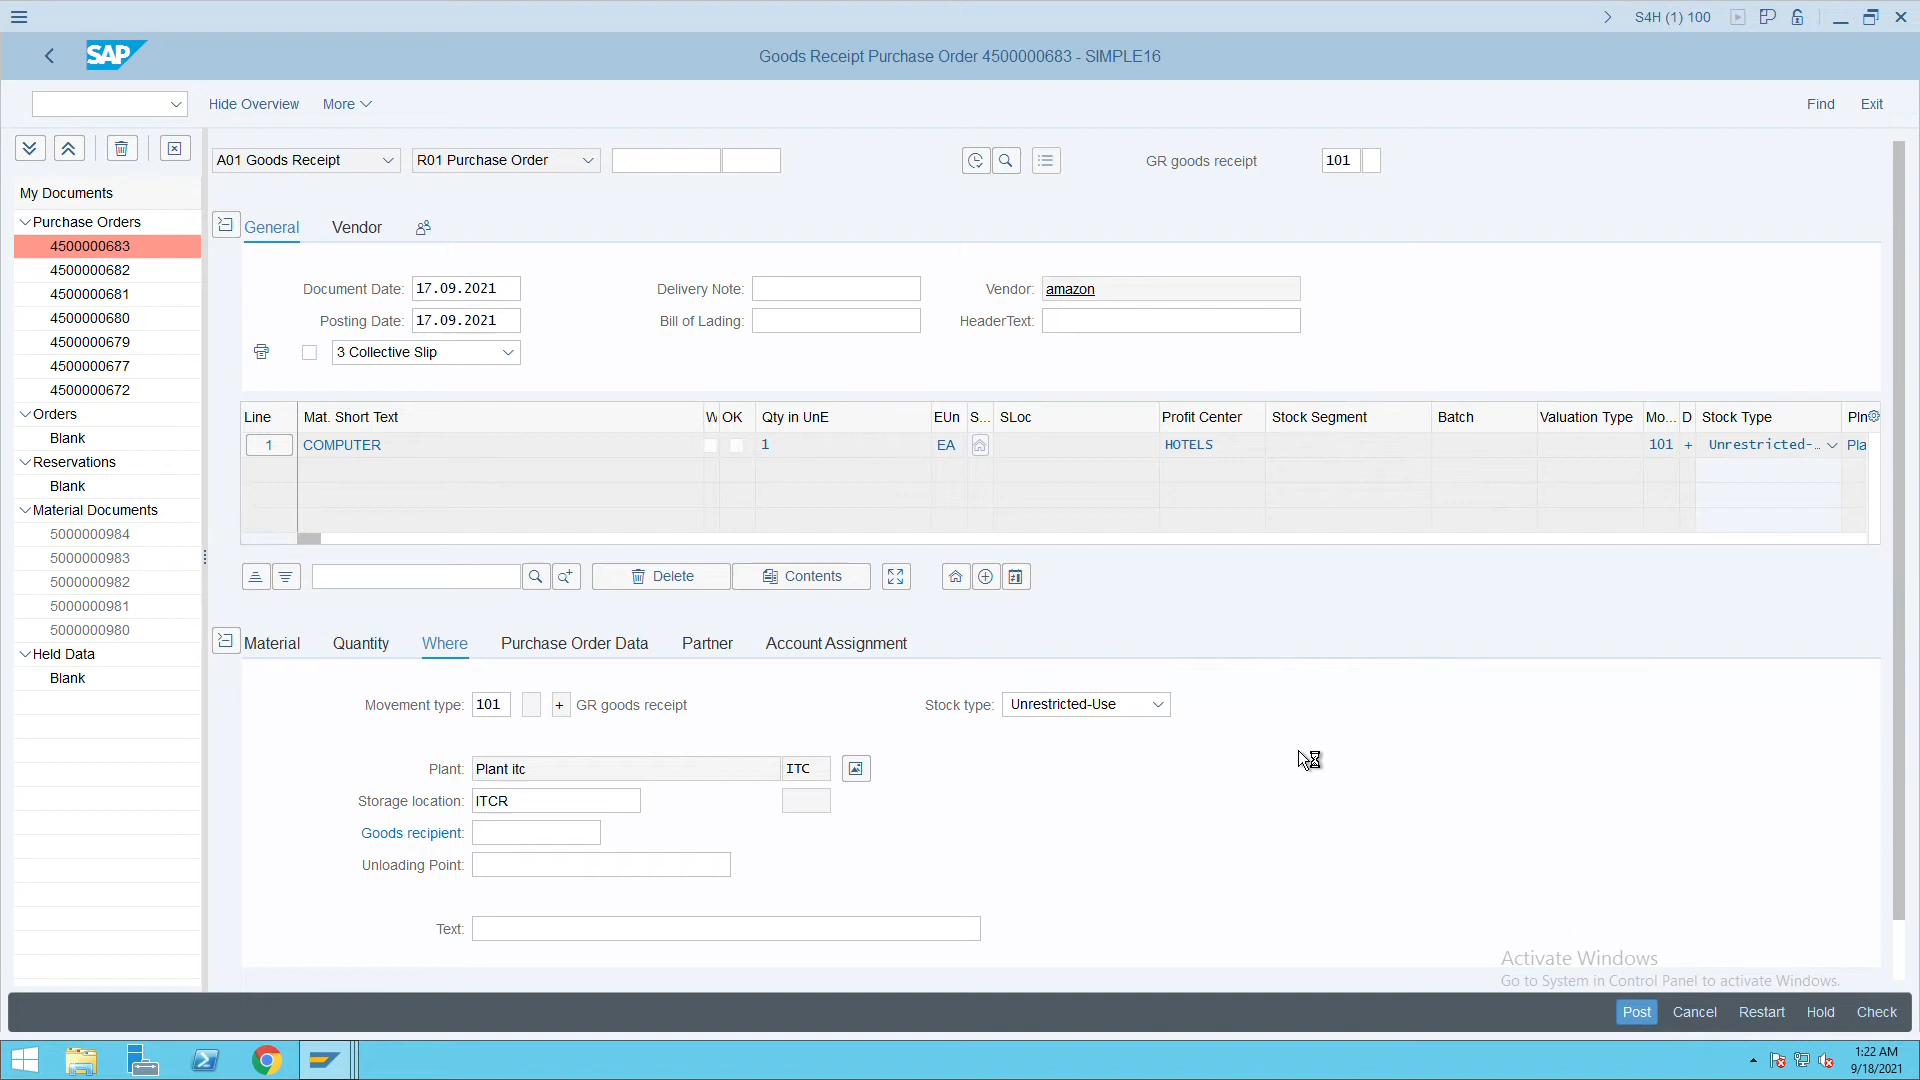 S4H (1) 100
SAP
Goods Receipt Purchase Order 4500000683 - SIMPLE16
Hide Overview More Find Exit
A01 Goods Receipt R01 Purchase Order GR goods receipt 101
My Documents
Purchase Orders
4500000683
4500000682
4500000681
4500000680
4500000679
4500000677
4500000672
Orders
Blank
Reservations
Blank
Material Documents
5000000984
5000000983
5000000982
5000000981
5000000980
Held Data
Blank
General Vendor
Document Date: 17.09.2021 Delivery Note: Vendor: amazon
Posting Date: 17.09.2021 Bill of Lading: HeaderText:
3 Collective Slip
Line Mat. Short Text W OK Qty in UnE EUn S... SLoc Profit Center Stock Segment Batch Valuation Type Mo... D Stock Type Pln
1 COMPUTER 1 EA HOTELS 101 + Unrestricted-... Pla
Delete Contents
Material Quantity Where Purchase Order Data Partner Account Assignment
Movement type: 101 + GR goods receipt Stock type: Unrestricted-Use
Plant: Plant itc ITC
Storage location: ITCR
Goods recipient:
Unloading Point:
Text:
Activate Windows
Go to System in Control Panel to activate Windows.
Post Cancel Restart Hold Check
1:22 AM
9/18/2021